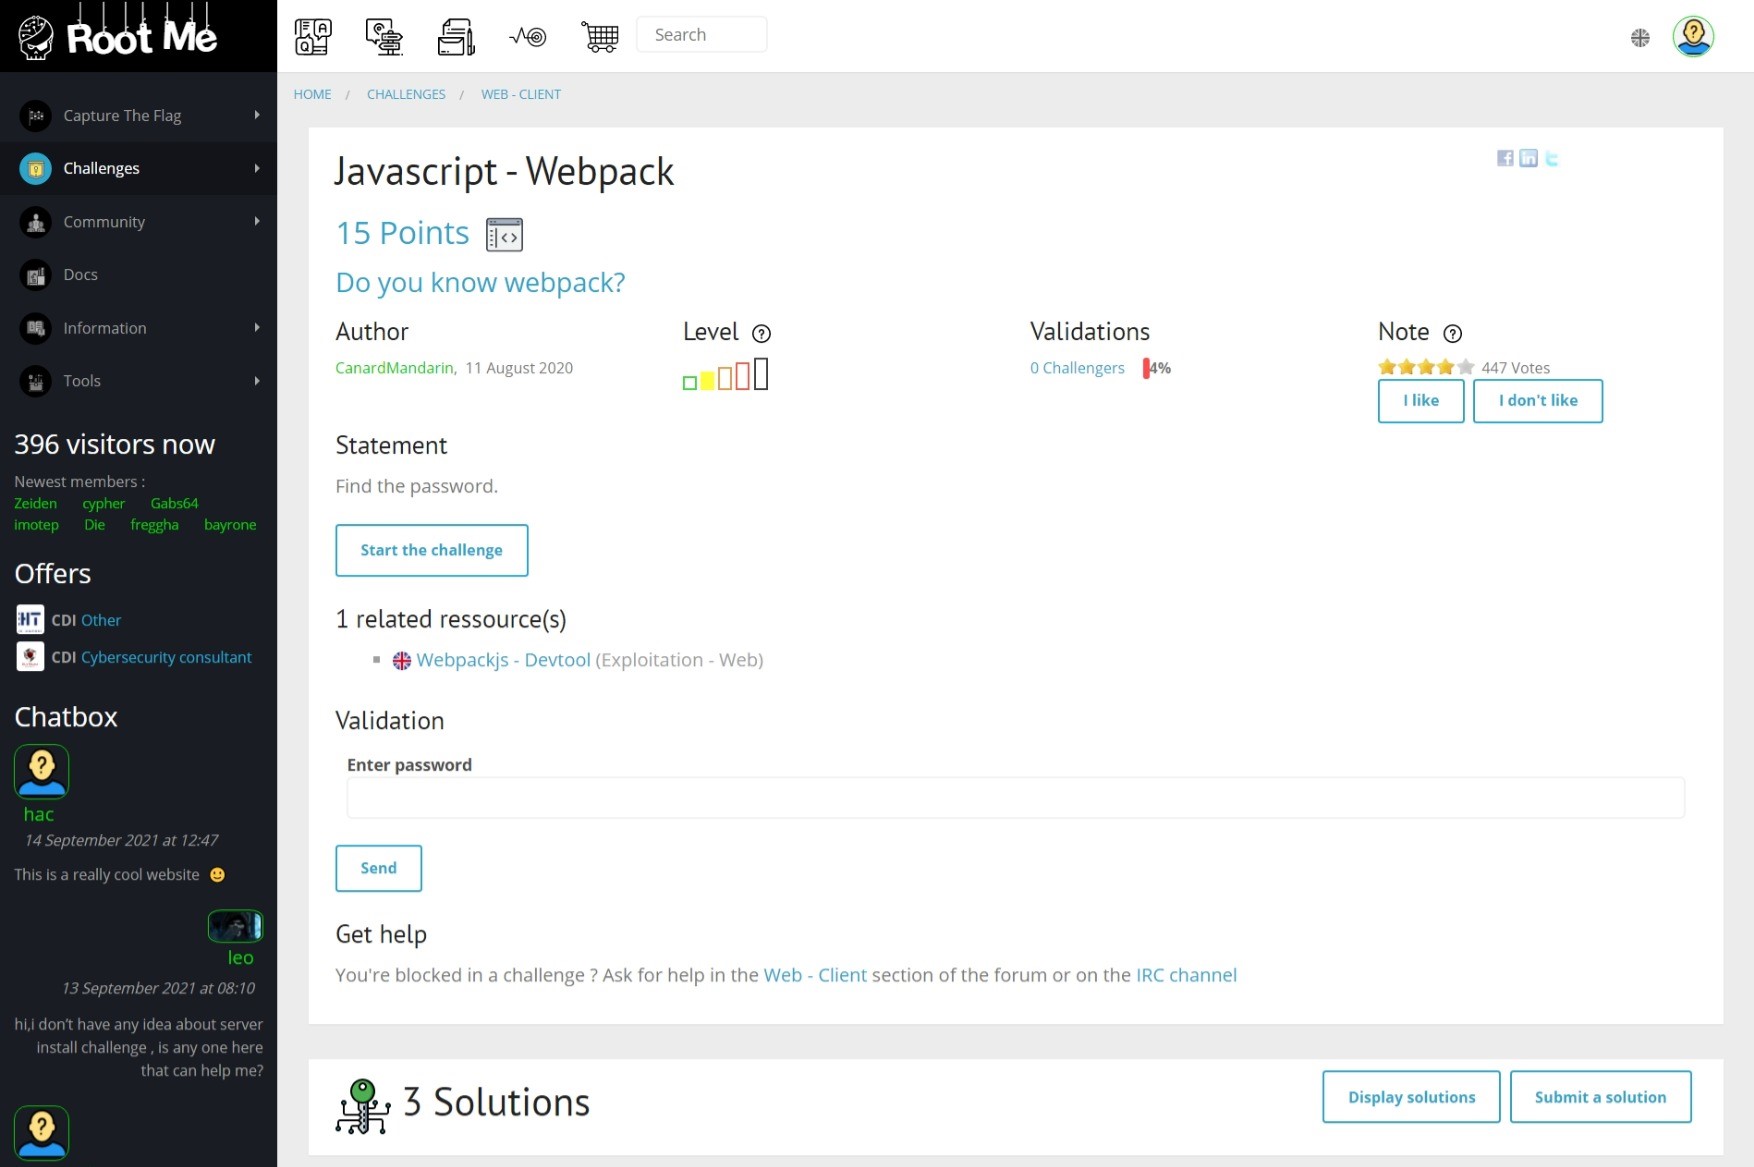 Root Me
Search
Capture The Flag
Challenges
Community
Docs
Information
Tools
396 visitors now
Newest members :
Zeiden cypher Gabs64
imotep Die freggha bayrone
Offers
CDI Other
CDI Cybersecurity consultant
Chatbox
hac
14 September 2021 at 12:47
This is a really cool website
leo
13 September 2021 at 08:10
hi,i don't have any idea about server
install challenge , is any one here
that can help me?
HOME / CHALLENGES / WEB - CLIENT
Javascript - Webpack
15 Points
Do you know webpack?
Author
CanardMandarin, 11 August 2020
Level
Validations
0 Challengers 4%
Note
447 Votes
I like I don't like
Statement
Find the password.
Start the challenge
1 related ressource(s)
Webpackjs - Devtool (Exploitation - Web)
Validation
Enter password
Send
Get help
You're blocked in a challenge ? Ask for help in the Web - Client section of the forum or on the IRC channel
3 Solutions
Display solutions Submit a solution